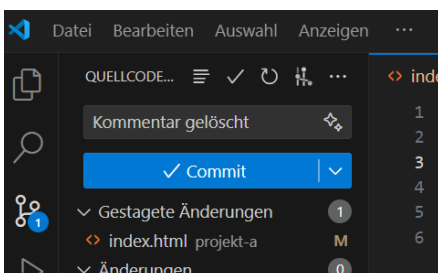 Datei Bearbeiten Auswahl Anzeigen ...
QUELLCODE...
<> inde
Kommentar gelöscht
Commit
1
Gestagete Änderungen 1
<> index.html projekt-a M
Änderungen 0
1
2
3
4
5
6